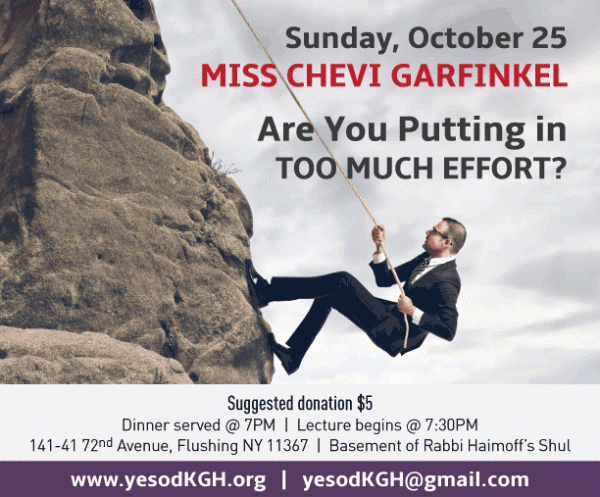 Sunday, October 25
MISS CHEVI GARFINKEL
Are You Putting in
TOO MUCH EFFORT?
Suggested donation $5
Dinner served @ 7PM | Lecture begins @ 7:30PM
141-41 72nd Avenue, Flushing NY 11367 | Basement of Rabbi Haimoff's Shul
www.yesodKGH.org | yesodKGH@gmail.com